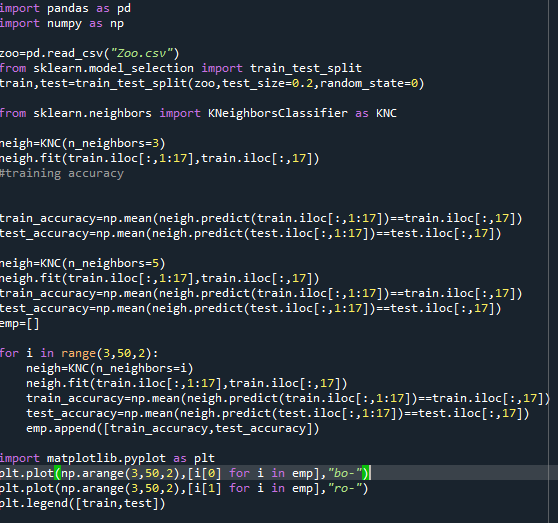 import pandas as pd
import numpy as np
zoo=pd.read_csv("Zoo.csv")
from sklearn.model_selection import train_test_split
train,test=train_test_split(zoo,test_size=0.2,random_state=0)
from sklearn.neighbors import KNeighborsClassifier as KNC
neigh=KNC(n_neighbors=3)
neigh.fit(train.iloc[:,1:17],train.iloc[:,17])
#training accuracy
train_accuracy=np.mean(neigh.predict(train.iloc[:,1:17])==train.iloc[:,17])
test_accuracy=np.mean(neigh.predict(test.iloc[:,1:17])==test.iloc[:,17])
neigh=KNC(n_neighbors=5)
neigh.fit(train.iloc[:,1:17],train.iloc[:,17])
train_accuracy=np.mean(neigh.predict(train.iloc[:,1:17])==train.iloc[:,17])
test_accuracy=np.mean(neigh.predict(test.iloc[:,1:17])==test.iloc[:,17])
emp=[]
for i in range(3,50,2):
    neigh=KNC(n_neighbors=i)
    neigh.fit(train.iloc[:,1:17],train.iloc[:,17])
    train_accuracy=np.mean(neigh.predict(train.iloc[:,1:17])==train.iloc[:,17])
    test_accuracy=np.mean(neigh.predict(test.iloc[:,1:17])==test.iloc[:,17])
    emp.append([train_accuracy,test_accuracy])
import matplotlib.pyplot as plt
plt.plot(np.arange(3,50,2),[i[0] for i in emp],"bo-")
plt.plot(np.arange(3,50,2),[i[1] for i in emp],"ro-")
plt.legend([train,test])